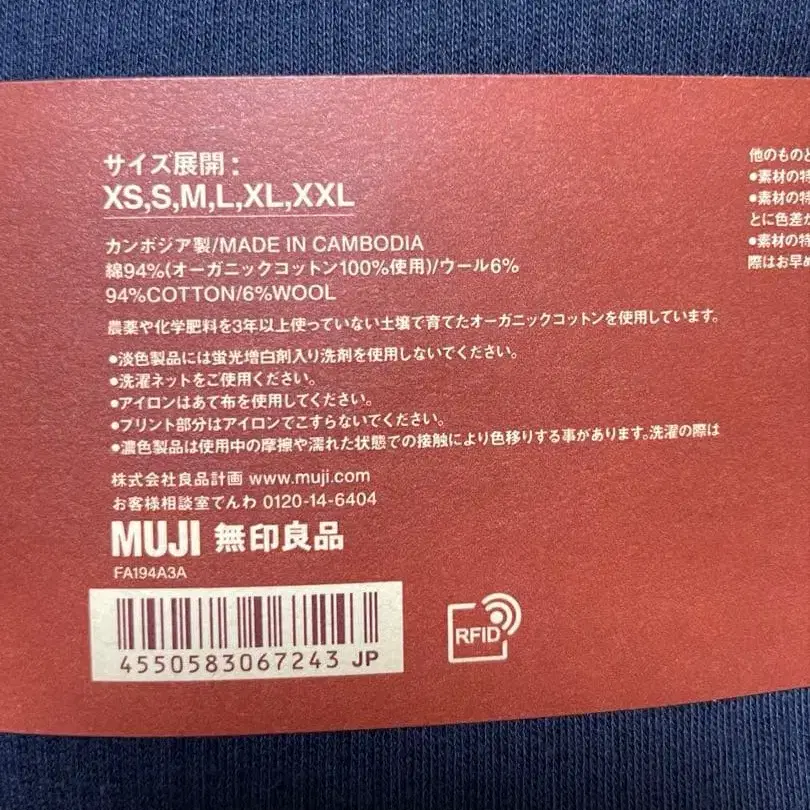 サイズ展開:
XS,S,M,L,XL,XXL
カンボジア製/MADE IN CAMBODIA
綿94%(オーガニックコットン100%使用)/ウール6%
94%COTTON/6%WOOL
農薬や化学肥料を3年以上使っていない土壌で育てたオーガニックコットンを使用しています。
●淡色製品には蛍光増白剤入り洗剤を使用しないでください。
●洗濯ネットをご使用ください。
●アイロンはあて布を使用してください。
●プリント部分はアイロンでこすらないでください。
●濃色製品は使用中の摩擦や濡れた状態での接触により色移りする事があります。洗濯の際は
株式会社良品計画 www.muji.com
お客様相談室でんわ 0120-14-6404
MUJI 無印良品
FA194A3A
4550583067243 JP
RFID
他のものと
●素材の特
●素材の特
とに色差が
●素材の特
際はお早め